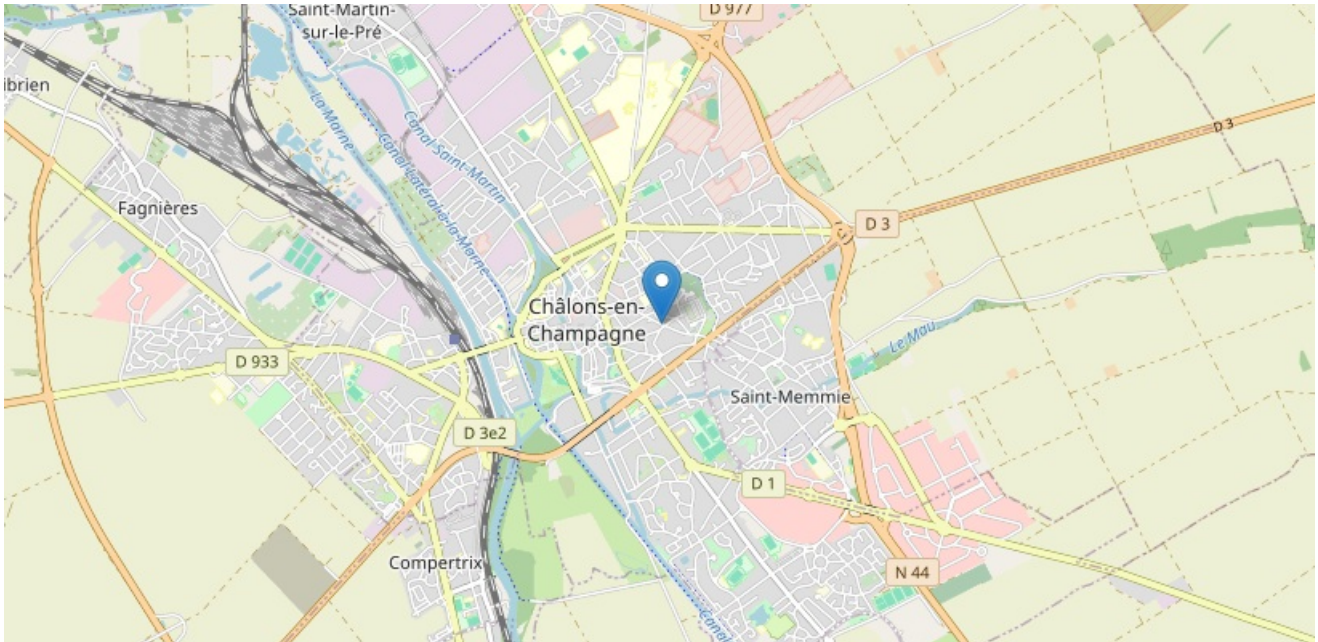 Saint-Martin-
sur-le-Pré
D 977
ibrien
La Marne
Canal Latéral à la Marne
Canal Saint-Martin
D 3
Fagnières
D 3
Châlons-en-
Champagne
Le Mau
D 933
Saint-Memmie
D 3e2
D 1
Compertrix
N 44
Canal